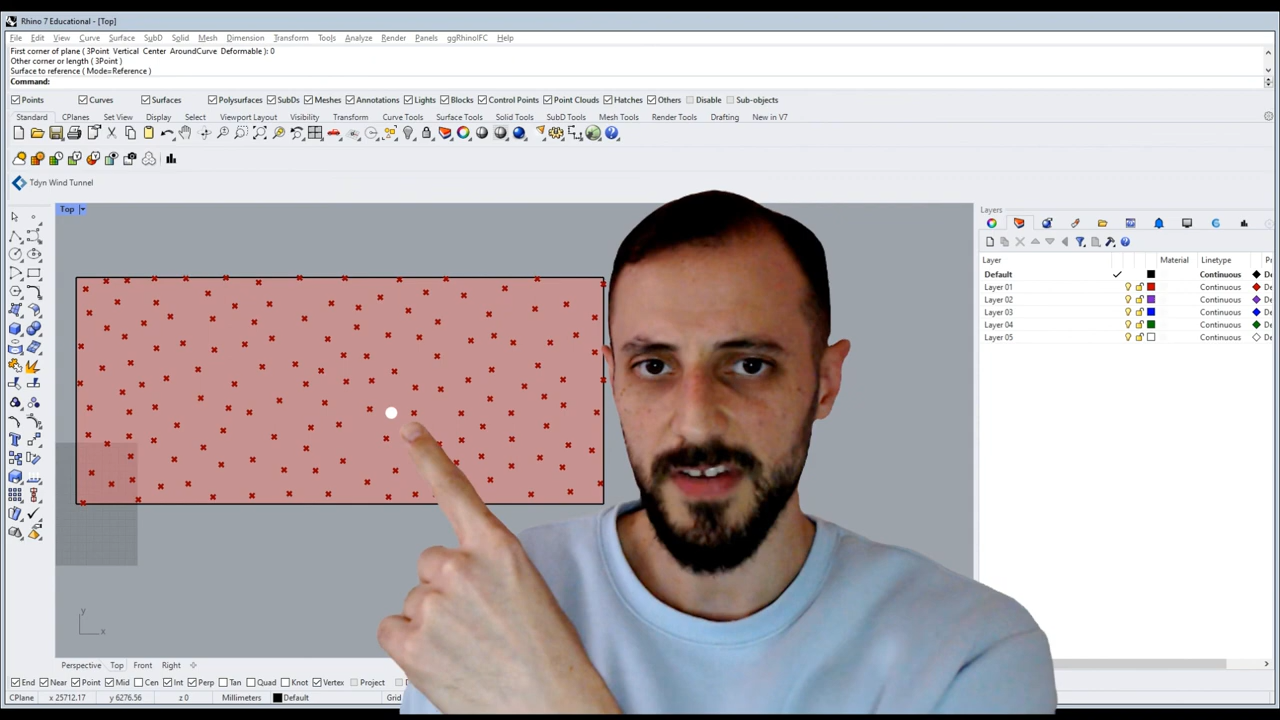 Rhino 7 Educational - [Top]
File Edit View Curve Surface SubD Solid Mesh Dimension Transform Tools Analyze Render Panels ggRhinoIFC Help
First corner of plane ( 3Point Vertical Center AroundCurve Deformable ): 0
Other corner or length ( 3Point )
Surface to reference ( Mode=Reference )
Command:
Points Curves Surfaces Polysurfaces SubDs Meshes Annotations Lights Blocks Control Points Point Clouds Hatches Others Disable Sub-objects
Standard CPlanes Set View Display Select Viewport Layout Visibility Transform Curve Tools Surface Tools Solid Tools SubD Tools Mesh Tools Render Tools Drafting New in V7
Tdyn Wind Tunnel
Top
Layers
Layer Material Linetype
Default Continuous
Layer 01 Continuous
Layer 02 Continuous
Layer 03 Continuous
Layer 04 Continuous
Layer 05 Continuous
y
x
Perspective Top Front Right
End Near Point Mid Cen Int Perp Tan Quad Knot Vertex Project
CPlane x 25712.17 y 6276.56 z 0 Millimeters Default Grid